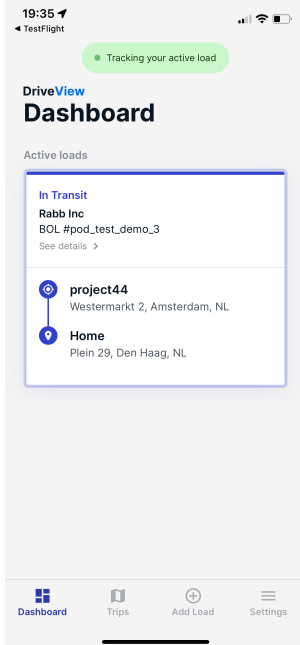 19:35
◀ TestFlight
Tracking your active load
DriveView
Dashboard
Active loads
In Transit
Rabb Inc
BOL #pod_test_demo_3
See details
project44
Westermarkt 2, Amsterdam, NL
Home
Plein 29, Den Haag, NL
Dashboard Trips Add Load Settings